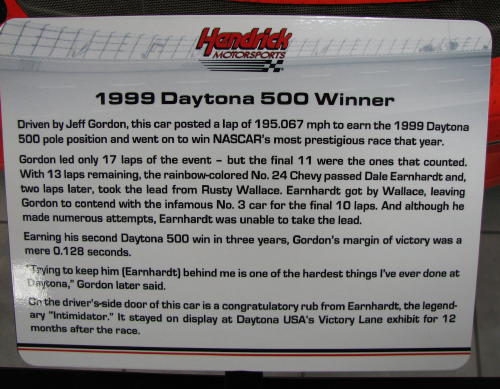 Hendrick
MOTORSPORTS
1999 Daytona 500 Winner
Driven by Jeff Gordon, this car posted a lap of 195.067 mph to earn the 1999 Daytona
500 pole position and went on to win NASCAR's most prestigious race that year.
Gordon led only 17 laps of the event – but the final 11 were the ones that counted.
With 13 laps remaining, the rainbow-colored No. 24 Chevy passed Dale Earnhardt and,
two laps later, took the lead from Rusty Wallace. Earnhardt got by Wallace, leaving
Gordon to contend with the infamous No. 3 car for the final 10 laps. And although he
made numerous attempts, Earnhardt was unable to take the lead.
Earning his second Daytona 500 win in three years, Gordon's margin of victory was a
mere 0.128 seconds.
"Trying to keep him (Earnhardt) behind me is one of the hardest things I've ever done at
Daytona," Gordon later said.
On the driver's-side door of this car is a congratulatory rub from Earnhardt, the legend-
ary "Intimidator." It stayed on display at Daytona USA's Victory Lane exhibit for 12
months after the race.